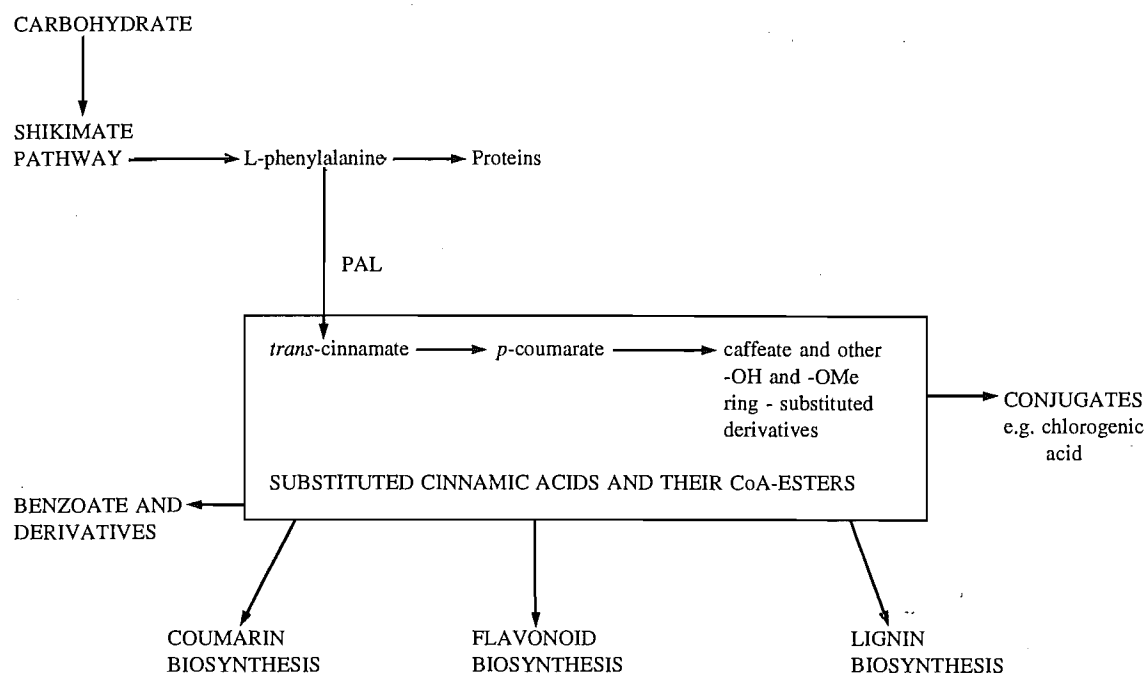 CARBOHYDRATE
SHIKIMATE
PATHWAY
L-phenylalanine
Proteins
PAL
trans-cinnamate
p-coumarate
caffeate and other
-OH and -OMe
ring - substituted
derivatives
CONJUGATES
e.g. chlorogenic
acid
SUBSTITUTED CINNAMIC ACIDS AND THEIR CoA-ESTERS
BENZOATE AND
DERIVATIVES
COUMARIN
BIOSYNTHESIS
FLAVONOID
BIOSYNTHESIS
LIGNIN
BIOSYNTHESIS